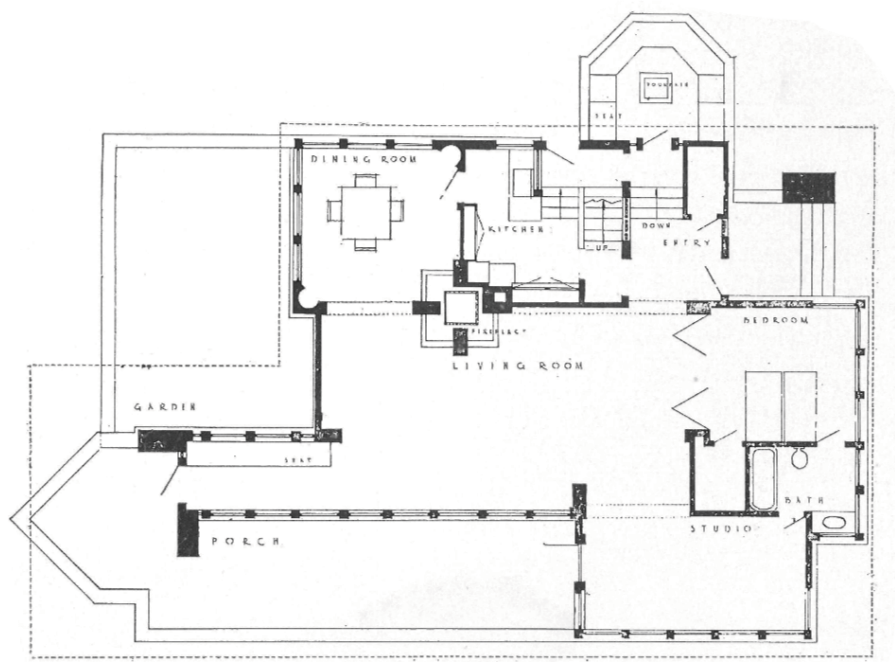 SEAT
DINING ROOM
KITCHEN
DOWN
UP
ENTRY
BEDROOM
FIREPLACE
LIVING ROOM
GARDEN
SEAT
BATH
STUDIO
PORCH